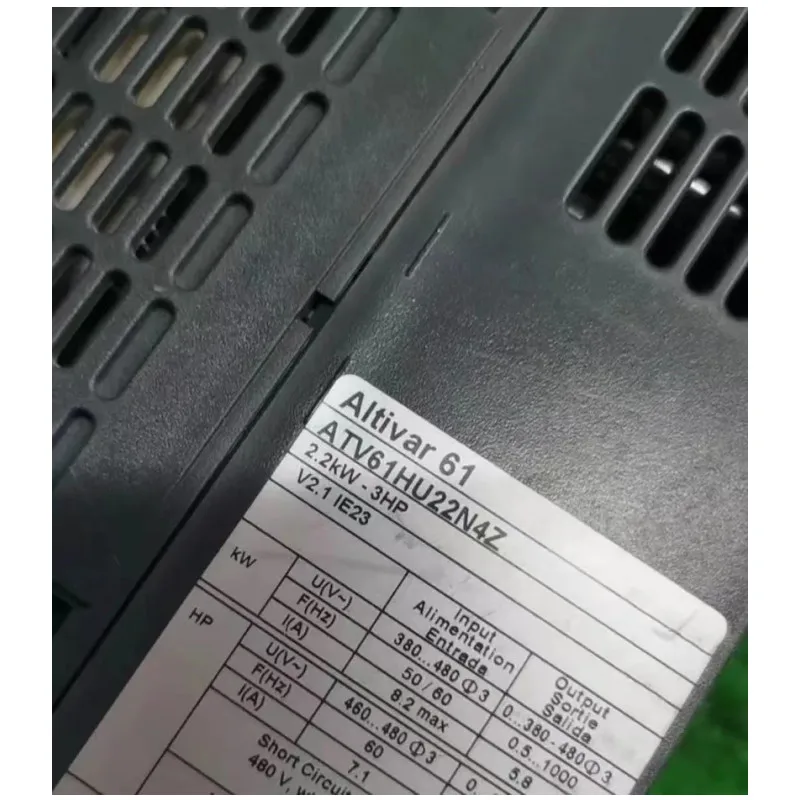 Altivar 61
ATV61HU22N4Z
2.2kW - 3HP
V2.1 IE23
Input Output
Alimentation Sortie
Entrada Salida
kW U(V~) 380...480 Φ 3 0...380-480 Φ 3
F(Hz) 50 / 60 0.5...1000
I(A) 8.2 max 5.8
HP U(V~) 460...480 Φ 3
F(Hz) 60
I(A) 7.1
Short Circuit
480 V, w